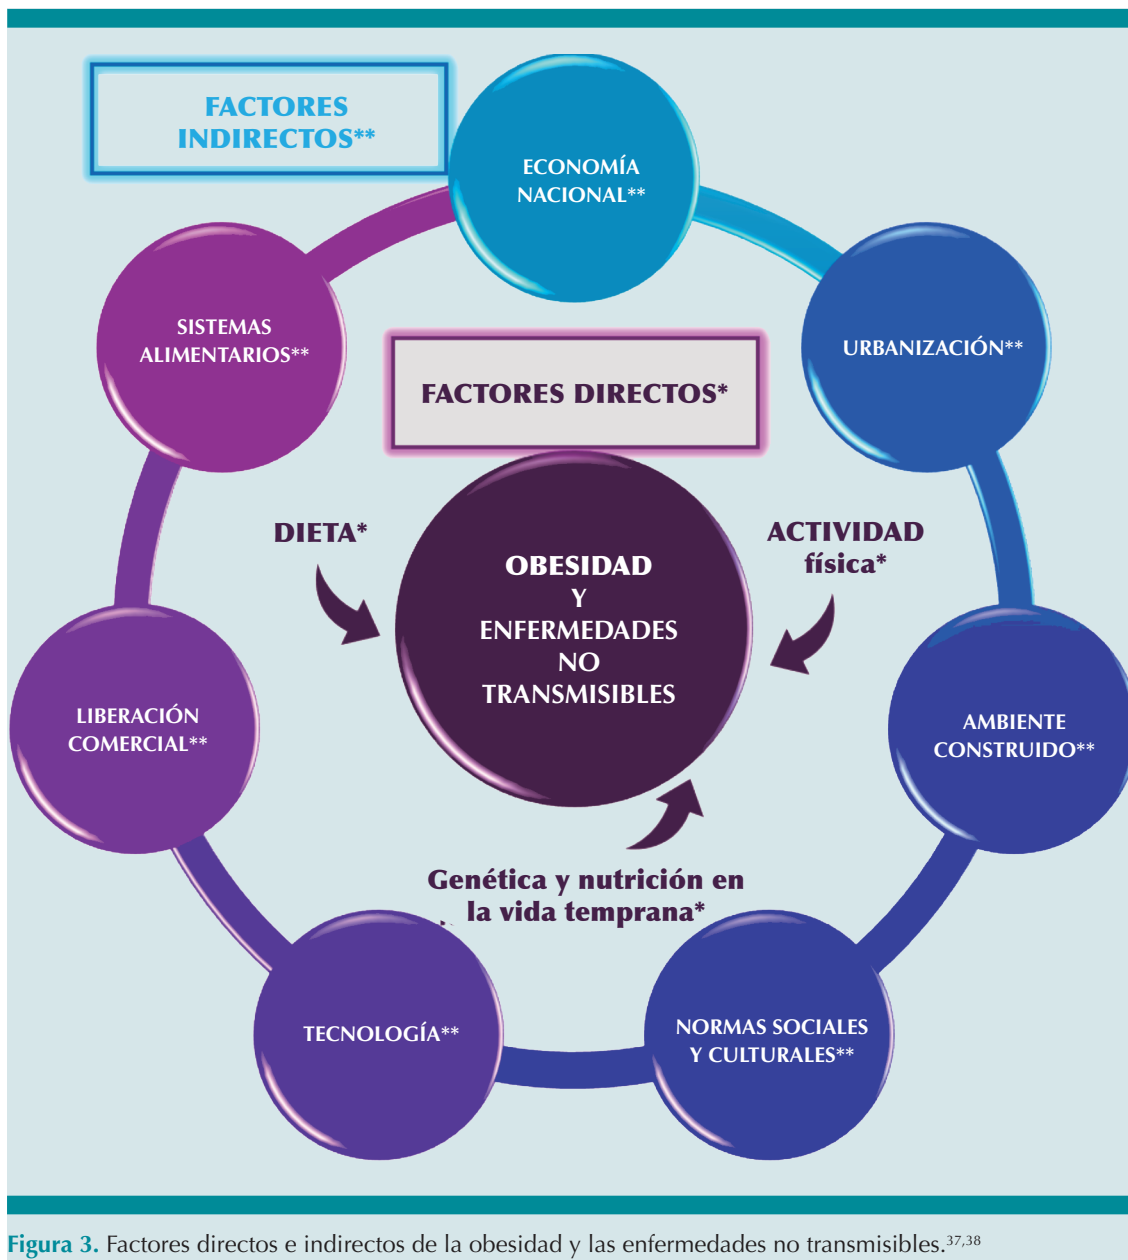 FACTORES
INDIRECTOS**
ECONOMÍA
NACIONAL**
SISTEMAS
ALIMENTARIOS**
URBANIZACIÓN**
FACTORES DIRECTOS*
DIETA*
ACTIVIDAD
física*
OBESIDAD
Y
ENFERMEDADES
NO
TRANSMISIBLES
LIBERACIÓN
COMERCIAL**
AMBIENTE
CONSTRUIDO**
Genética y nutrición en
la vida temprana*
TECNOLOGÍA**
NORMAS SOCIALES
Y CULTURALES**
Figura 3. Factores directos e indirectos de la obesidad y las enfermedades no transmisibles.37,38